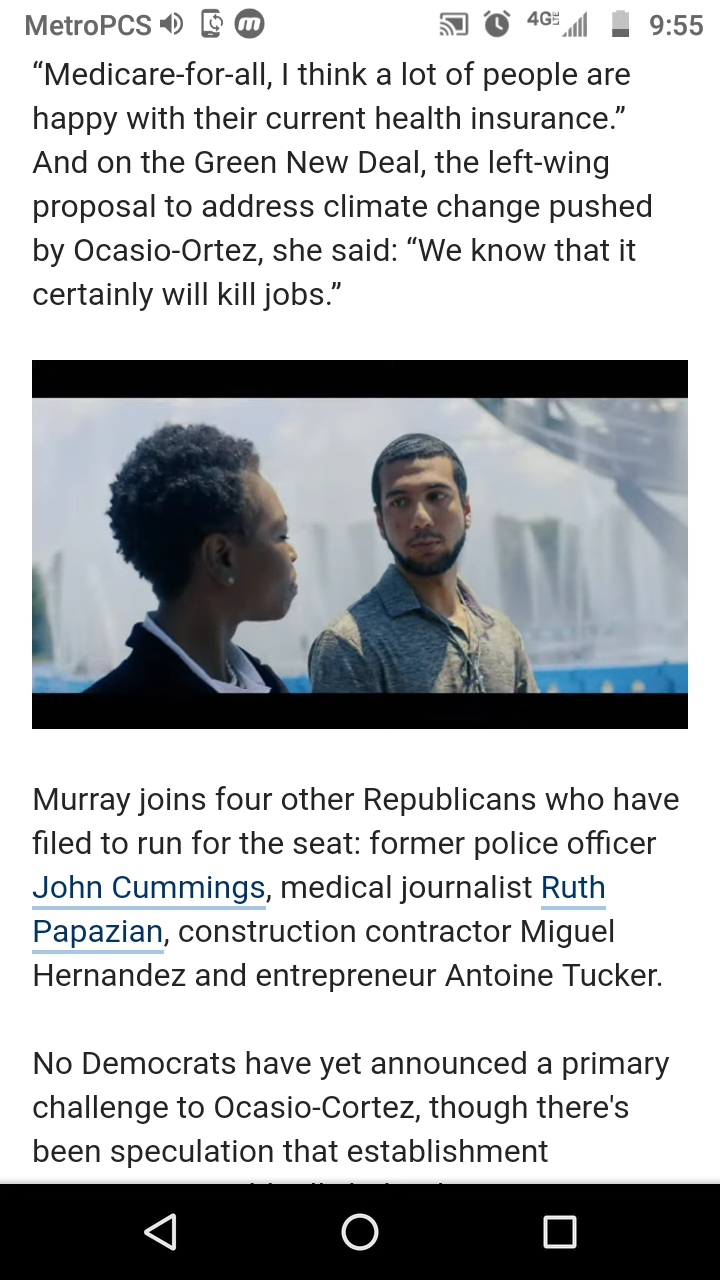 MetroPCS 4G LTE 9:55
“Medicare-for-all, I think a lot of people are
happy with their current health insurance.”
And on the Green New Deal, the left-wing
proposal to address climate change pushed
by Ocasio-Ortez, she said: “We know that it
certainly will kill jobs.”
Murray joins four other Republicans who have
filed to run for the seat: former police officer
John Cummings, medical journalist Ruth
Papazian, construction contractor Miguel
Hernandez and entrepreneur Antoine Tucker.
No Democrats have yet announced a primary
challenge to Ocasio-Cortez, though there's
been speculation that establishment